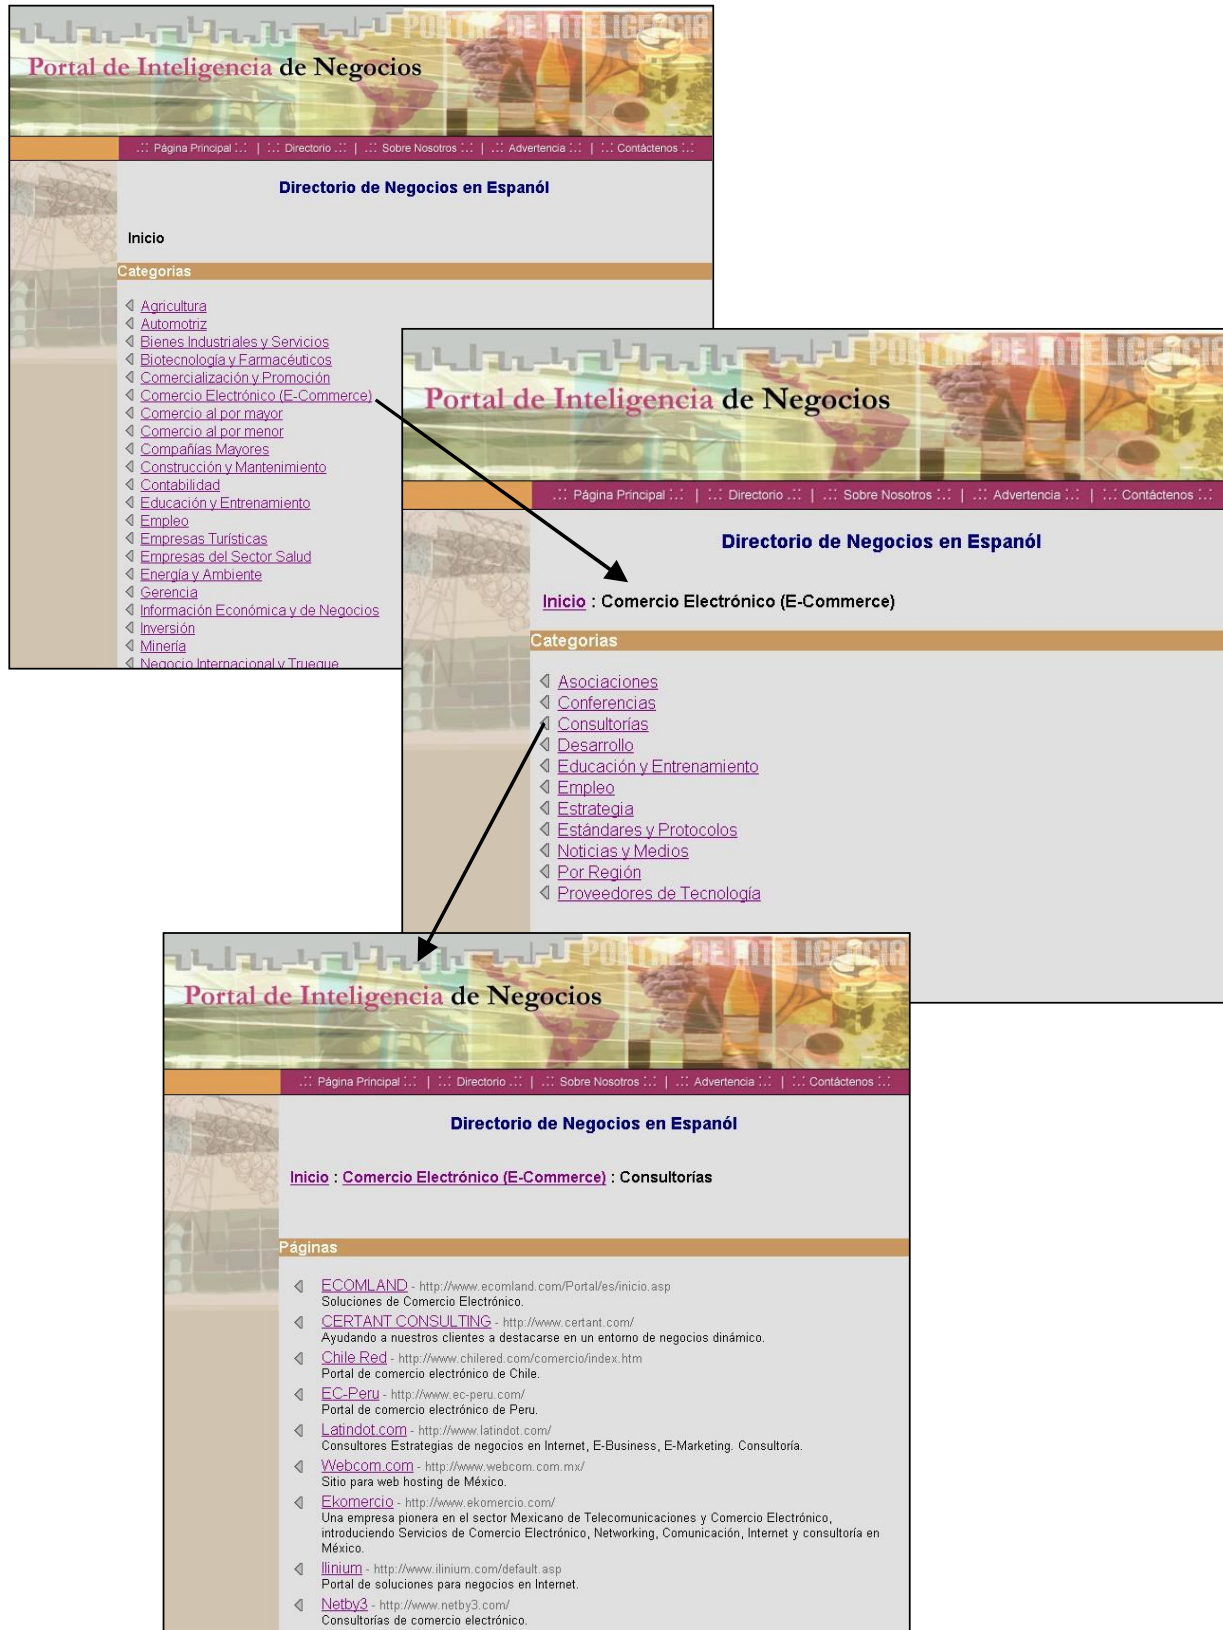 PORTAL DE INTELIGENCIA
Portal de Inteligencia de Negocios
.:: Página Principal ::. | .:: Directorio ::. | .:: Sobre Nosotros ::. | .:: Advertencia ::. | .:: Contáctenos ::.
Directorio de Negocios en Espanól
Inicio
Categorias
Agricultura
Automotriz
Bienes Industriales y Servicios
Biotecnología y Farmacéuticos
Comercialización y Promoción
Comercio Electrónico (E-Commerce)
Comercio al por mayor
Comercio al por menor
Compañías Mayores
Construcción y Mantenimiento
Contabilidad
Educación y Entrenamiento
Empleo
Empresas Turísticas
Empresas del Sector Salud
Energía y Ambiente
Gerencia
Información Económica y de Negocios
Inversión
Minería
Negocio Internacional y Trueque
PORTAL DE INTELIGENCIA
Portal de Inteligencia de Negocios
.:: Página Principal ::. | .:: Directorio ::. | .:: Sobre Nosotros ::. | .:: Advertencia ::. | .:: Contáctenos ::.
Directorio de Negocios en Espanól
Inicio : Comercio Electrónico (E-Commerce)
Categorias
Asociaciones
Conferencias
Consultorías
Desarrollo
Educación y Entrenamiento
Empleo
Estrategia
Estándares y Protocolos
Noticias y Medios
Por Región
Proveedores de Tecnología
PORTAL DE INTELIGENCIA
Portal de Inteligencia de Negocios
.:: Página Principal ::. | .:: Directorio ::. | .:: Sobre Nosotros ::. | .:: Advertencia ::. | .:: Contáctenos ::.
Directorio de Negocios en Espanól
Inicio : Comercio Electrónico (E-Commerce) : Consultorías
Páginas
ECOMLAND - http://www.ecomland.com/Portal/es/inicio.asp
Soluciones de Comercio Electrónico.
CERTANT CONSULTING - http://www.certant.com/
Ayudando a nuestros clientes a destacarse en un entorno de negocios dinámico.
Chile Red - http://www.chilered.com/comercio/index.htm
Portal de comercio electrónico de Chile.
EC-Peru - http://www.ec-peru.com/
Portal de comercio electrónico de Peru.
Latindot.com - http://www.latindot.com/
Consultores Estrategias de negocios en Internet, E-Business, E-Marketing. Consultoría.
Webcom.com - http://www.webcom.com.mx/
Sitio para web hosting de México.
Ekomercio - http://www.ekomercio.com/
Una empresa pionera en el sector Mexicano de Telecomunicaciones y Comercio Electrónico,
introduciendo Servicios de Comercio Electrónico, Networking, Comunicación, Internet y consultoría en
México.
Ilinium - http://www.ilinium.com/default.asp
Portal de soluciones para negocios en Internet.
Netby3 - http://www.netby3.com/
Consultorías de comercio electrónico.